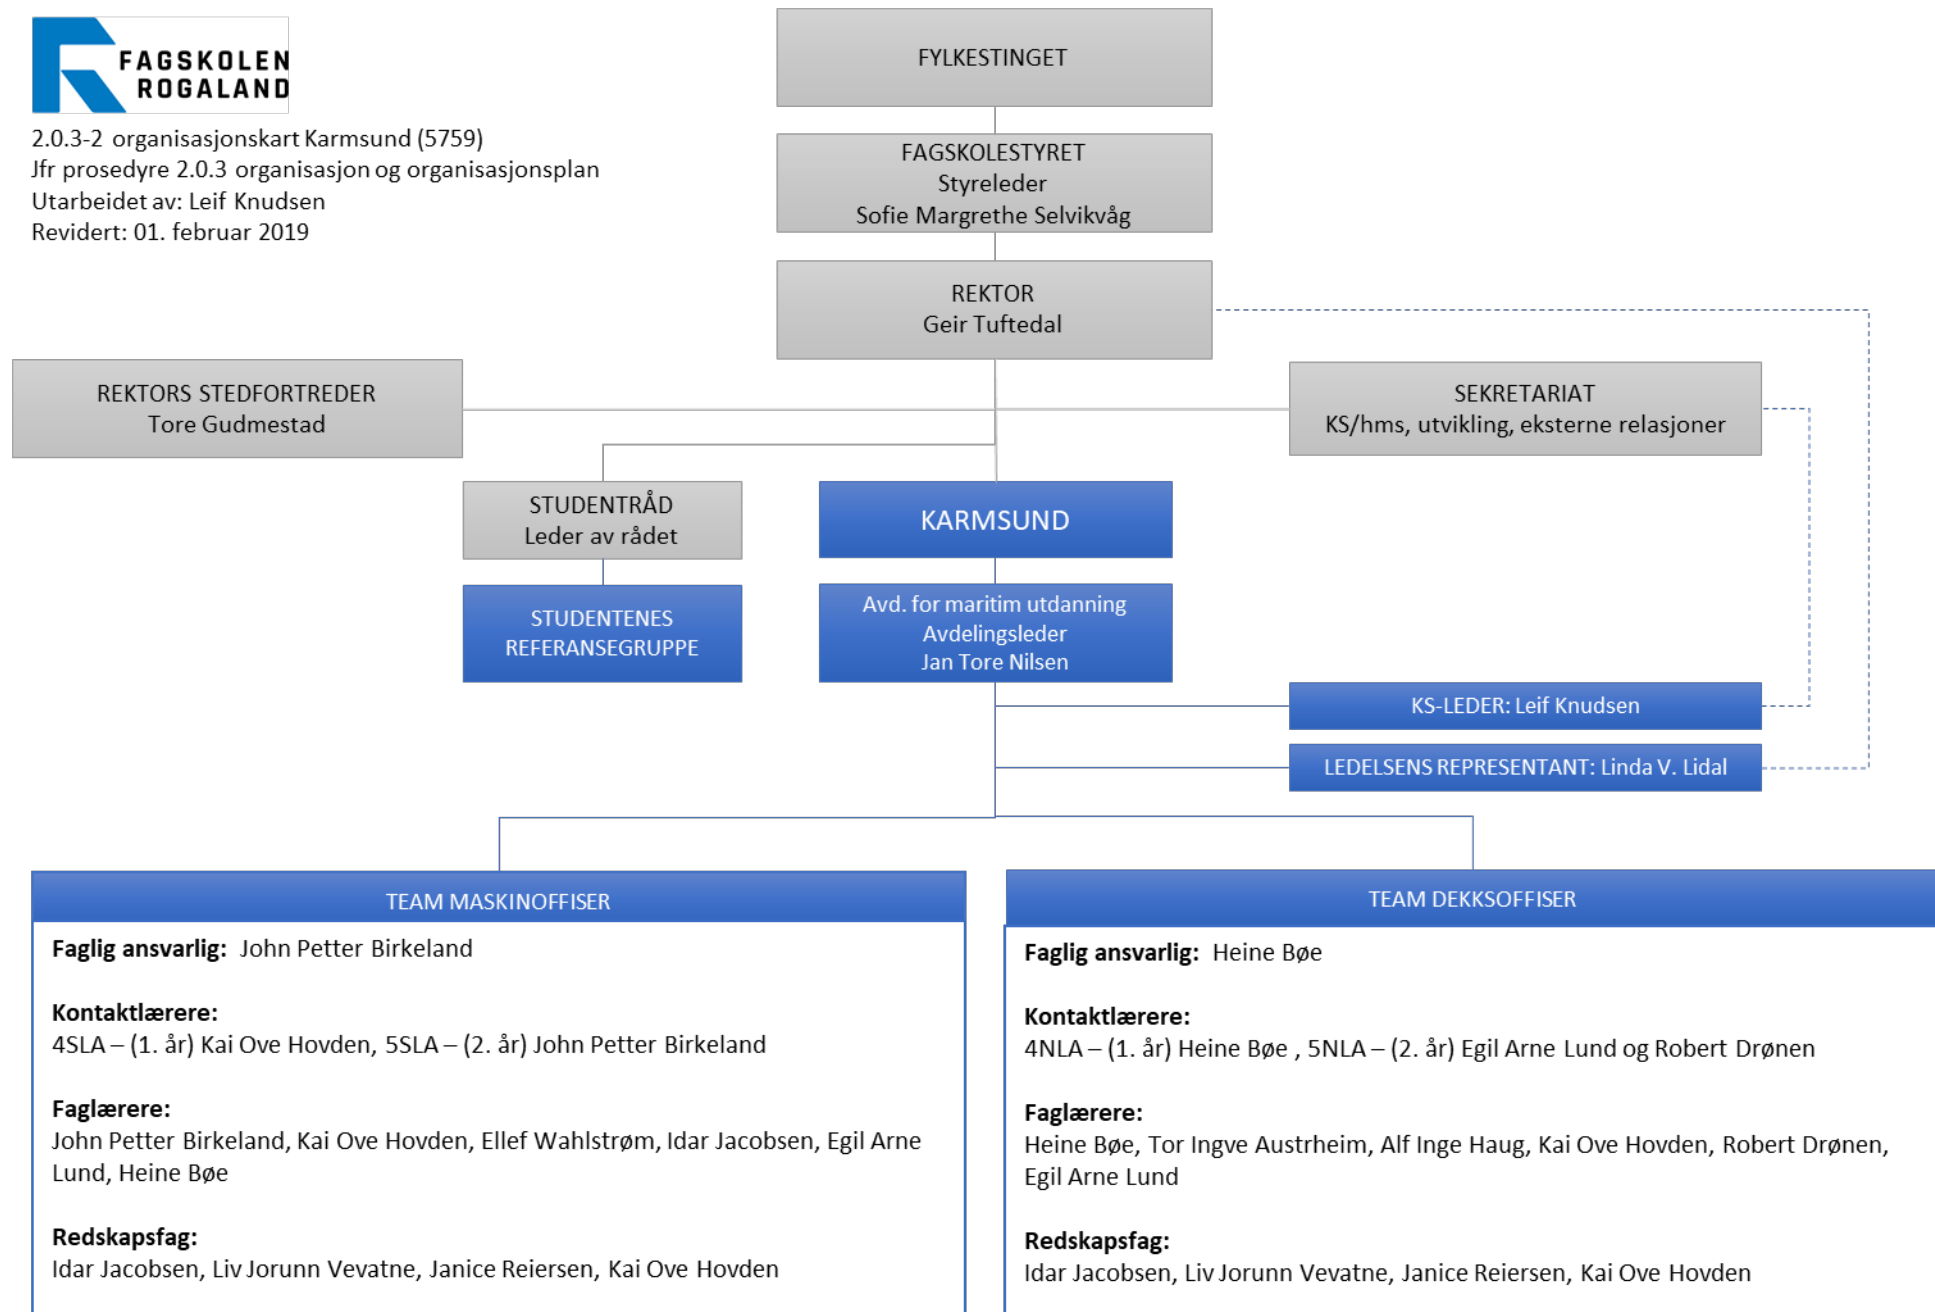 FAGSKOLEN
ROGALAND
2.0.3-2 organisasjonskart Karmsund (5759)
Jfr prosedyre 2.0.3 organisasjon og organisasjonsplan
Utarbeidet av: Leif Knudsen
Revidert: 01. februar 2019
FYLKESTINGET
FAGSKOLESTYRET
Styreleder
Sofie Margrethe Selvikvåg
REKTOR
Geir Tuftedal
REKTORS STEDFORTREDER
Tore Gudmestad
SEKRETARIAT
KS/hms, utvikling, eksterne relasjoner
STUDENTRÅD
Leder av rådet
KARMSUND
STUDENTENES
REFERANSEGRUPPE
Avd. for maritim utdanning
Avdelingsleder
Jan Tore Nilsen
KS-LEDER: Leif Knudsen
LEDELSENS REPRESENTANT: Linda V. Lidal
TEAM MASKINOFFISER
Faglig ansvarlig: John Petter Birkeland
Kontaktlærere:
4SLA – (1. år) Kai Ove Hovden, 5SLA – (2. år) John Petter Birkeland
Faglærere:
John Petter Birkeland, Kai Ove Hovden, Ellef Wahlstrøm, Idar Jacobsen, Egil Arne
Lund, Heine Bøe
Redskapsfag:
Idar Jacobsen, Liv Jorunn Vevatne, Janice Reiersen, Kai Ove Hovden
TEAM DEKKSOFFISER
Faglig ansvarlig: Heine Bøe
Kontaktlærere:
4NLA – (1. år) Heine Bøe , 5NLA – (2. år) Egil Arne Lund og Robert Drønen
Faglærere:
Heine Bøe, Tor Ingve Austrheim, Alf Inge Haug, Kai Ove Hovden, Robert Drønen,
Egil Arne Lund
Redskapsfag:
Idar Jacobsen, Liv Jorunn Vevatne, Janice Reiersen, Kai Ove Hovden